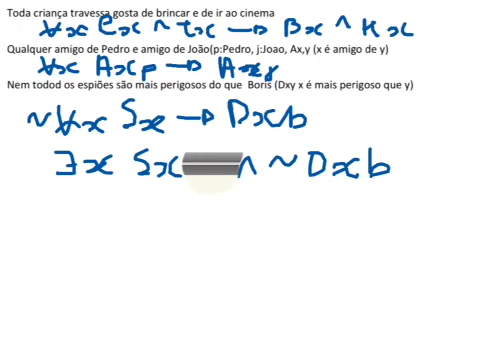 Toda criança travessa gosta de brincar e de ir ao cinema
∀x Cx ∧ tx → Bx ∧ Kx
Qualquer amigo de Pedro e amigo de João(p:Pedro, j:Joao, Ax,y (x é amigo de y)
∀x Axp → Axj
Nem todod os espiões são mais perigosos do que Boris (Dxy x é mais perigoso que y)
~∀x Sx → Dxb
∃x Sx ∧ ~Dxb